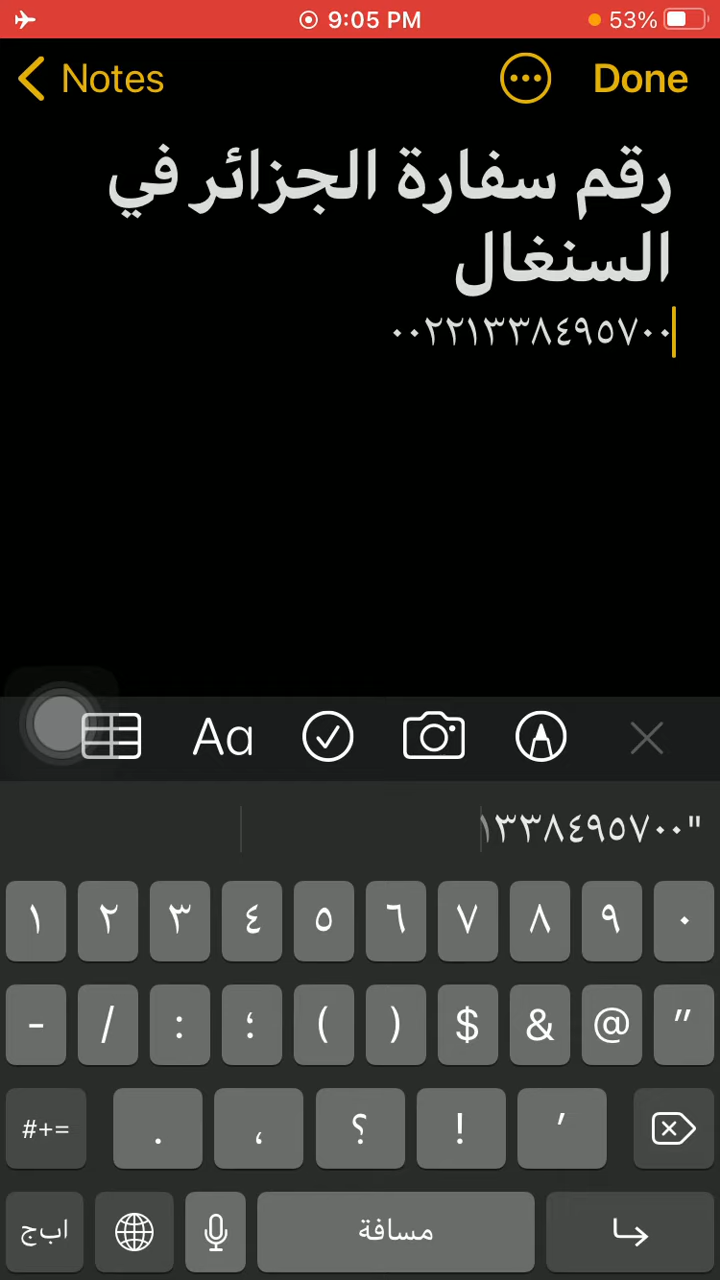 9:05 PM
53%
Notes
Done
رقم سفارة الجزائر في
السنغال
٠٠٢٢١٣٣٨٤٩٥٧٠٠
Aa
١٣٣٨٤٩٥٧٠٠"
١ ٢ ٣ ٤ ٥ ٦ ٧ ٨ ٩ ٠
- / : ؛ ( ) $ & @ "
#+= . ، ؟ ! '
اب‌ج مسافة